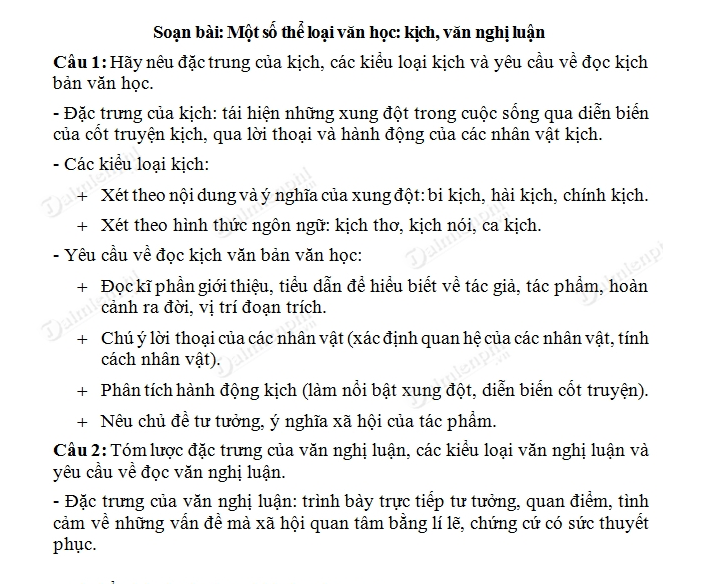 Soạn bài: Một số thể loại văn học: kịch, văn nghị luận
Câu 1: Hãy nêu đặc trung của kịch, các kiểu loại kịch và yêu cầu về đọc kịch
bản văn học.
- Đặc trưng của kịch: tái hiện những xung đột trong cuộc sống qua diễn biến
của cốt truyện kịch, qua lời thoại và hành động của các nhân vật kịch.
- Các kiểu loại kịch:
+ Xét theo nội dung và ý nghĩa của xung đột: bi kịch, hài kịch, chính kịch.
+ Xét theo hình thức ngôn ngữ: kịch thơ, kịch nói, ca kịch.
- Yêu cầu về đọc kịch văn bản văn học:
+ Đọc kĩ phần giới thiệu, tiểu dẫn để hiểu biết về tác giả, tác phẩm, hoàn
cảnh ra đời, vị trí đoạn trích.
+ Chú ý lời thoại của các nhân vật (xác định quan hệ của các nhân vật, tính
cách nhân vật).
+ Phân tích hành động kịch (làm nổi bật xung đột, diễn biến cốt truyện).
+ Nêu chủ đề tư tưởng, ý nghĩa xã hội của tác phẩm.
Câu 2: Tóm lược đặc trưng của văn nghị luận, các kiểu loại văn nghị luận và
yêu cầu về đọc văn nghị luận.
- Đặc trưng của văn nghị luận: trình bày trực tiếp tư tưởng, quan điểm, tình
cảm về những vấn đề mà xã hội quan tâm bằng lí lẽ, chứng cứ có sức thuyết
phục.